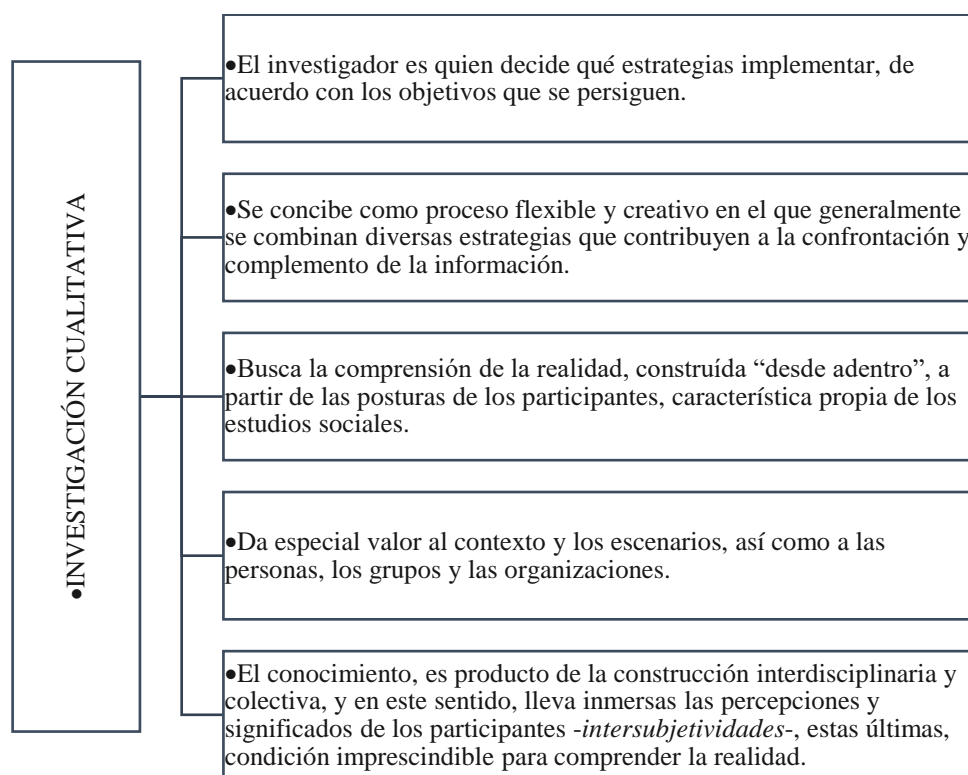 •INVESTIGACIÓN CUALITATIVA
•El investigador es quien decide qué estrategias implementar, de
acuerdo con los objetivos que se persiguen.
•Se concibe como proceso flexible y creativo en el que generalmente
se combinan diversas estrategias que contribuyen a la confrontación y
complemento de la información.
•Busca la comprensión de la realidad, construída “desde adentro”, a
partir de las posturas de los participantes, característica propia de los
estudios sociales.
•Da especial valor al contexto y los escenarios, así como a las
personas, los grupos y las organizaciones.
•El conocimiento, es producto de la construcción interdisciplinaria y
colectiva, y en este sentido, lleva inmersas las percepciones y
significados de los participantes -intersubjetividades-, estas últimas,
condición imprescindible para comprender la realidad.